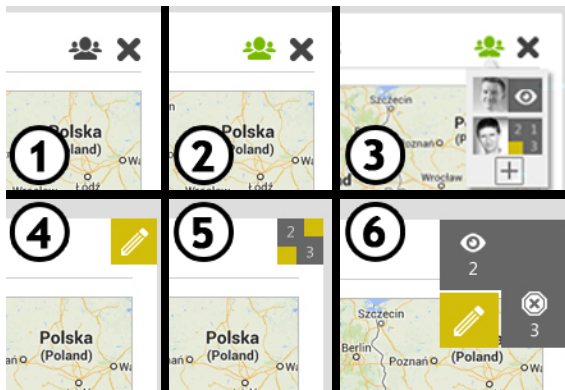 1
Polska
(Poland)
Łódź
2
Polska
Poland)
Łódź
3
Szczecin
2 1
3
Poznań
Wrocław
4
Polska
(Poland)
5
2
3
Polska
(Poland)
6
2
3
Szczecin
Berlin
Poznań
(Poland)